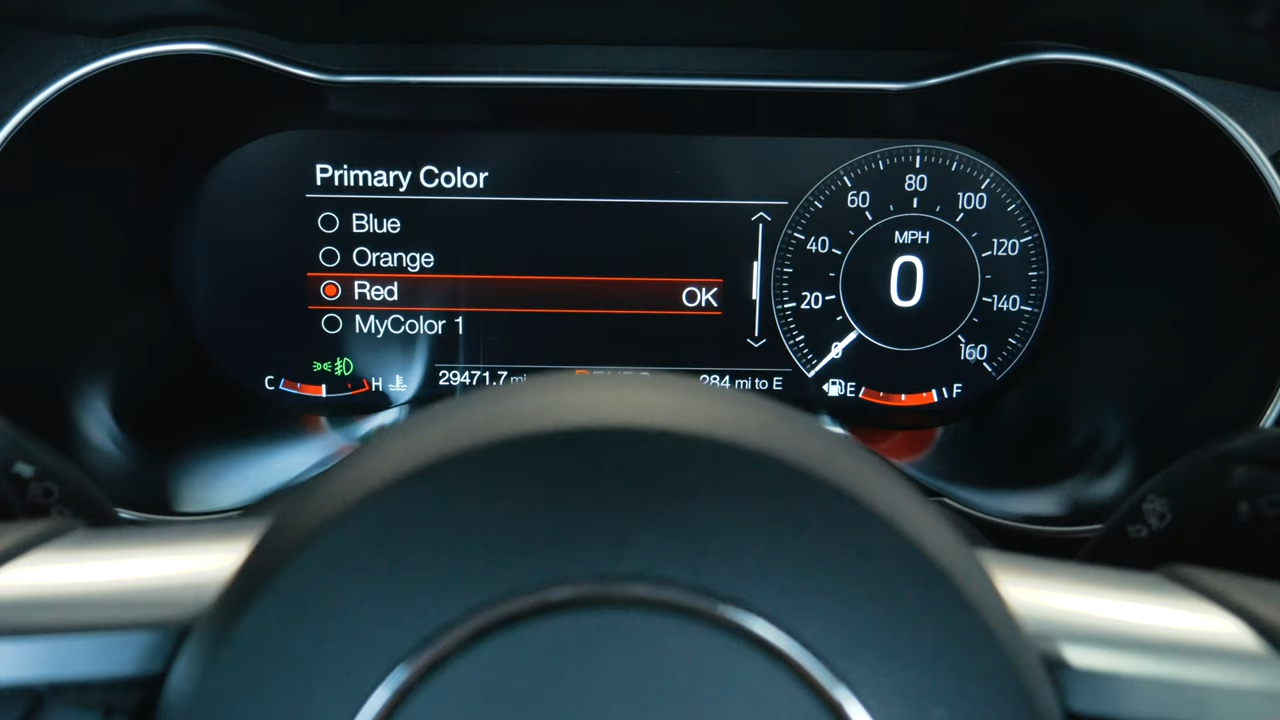 Primary Color
Blue
Orange
Red OK
MyColor 1
C H
29471.7 mi
284 mi to E
E F
MPH
0
0
20
40
60
80
100
120
140
160